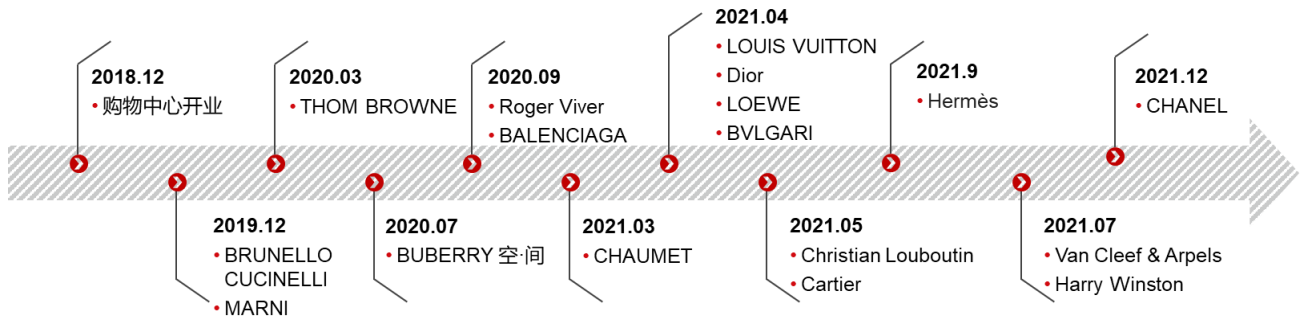 2018.12
• 购物中心开业
2019.12
• BRUNELLO
CUCINELLI
• MARNI
2020.03
• THOM BROWNE
2020.07
• BUBERRY 空·间
2020.09
• Roger Viver
• BALENCIAGA
2021.03
• CHAUMET
2021.04
• LOUIS VUITTON
• Dior
• LOEWE
• BVLGARI
2021.05
• Christian Louboutin
• Cartier
2021.9
• Hermès
2021.07
• Van Cleef & Arpels
• Harry Winston
2021.12
• CHANEL